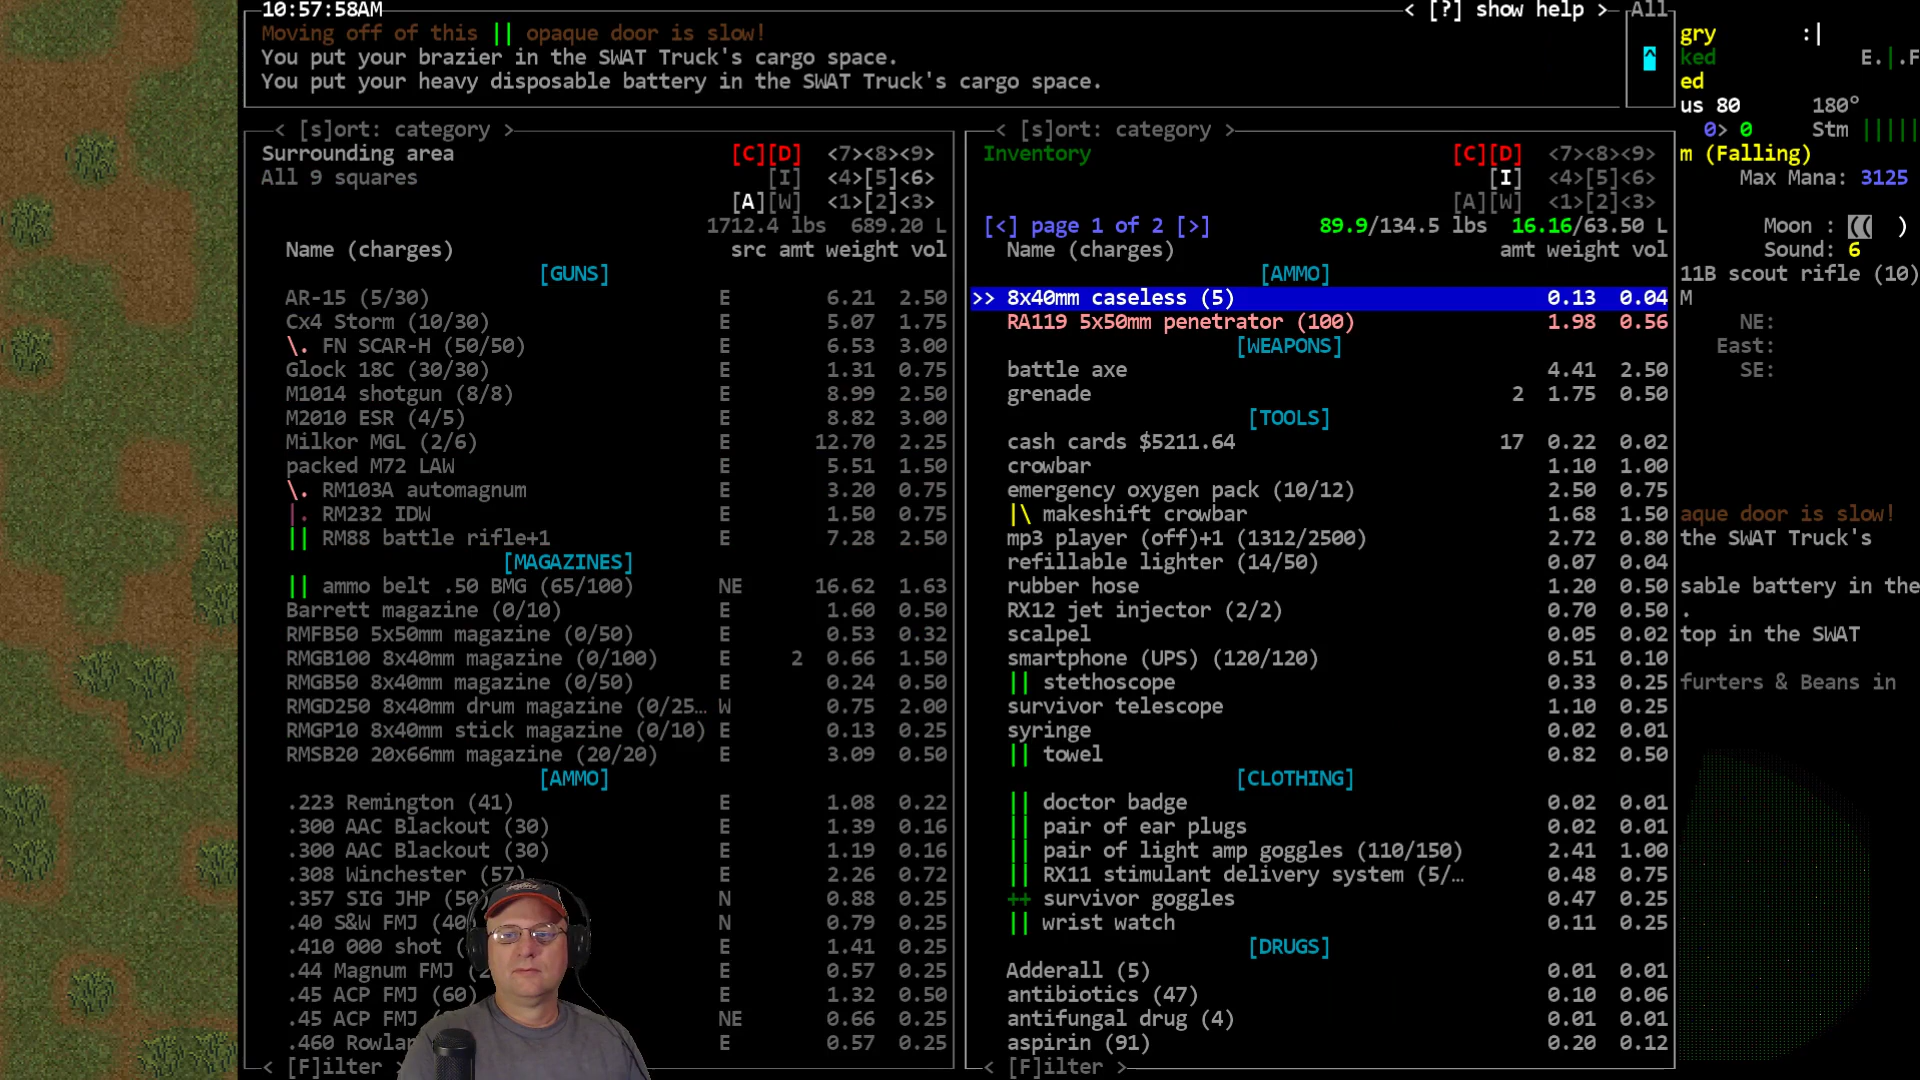 10:57:58AM
< [?] show help >
All
Moving off of this || opaque door is slow!
You put your brazier in the SWAT Truck's cargo space.
You put your heavy disposable battery in the SWAT Truck's cargo space.
^
< [s]ort: category >
Surrounding area [C][D] <7><8><9>
All 9 squares [I] <4>[5]<6>
[A][W] <1>[2]<3>
1712.4 lbs 689.20 L
Name (charges) src amt weight vol
[GUNS]
AR-15 (5/30) E 6.21 2.50
Cx4 Storm (10/30) E 5.07 1.75
\. FN SCAR-H (50/50) E 6.53 3.00
Glock 18C (30/30) E 1.31 0.75
M1014 shotgun (8/8) E 8.99 2.50
M2010 ESR (4/5) E 8.82 3.00
Milkor MGL (2/6) E 12.70 2.25
packed M72 LAW E 5.51 1.50
\. RM103A automagnum E 3.20 0.75
|. RM232 IDW E 1.50 0.75
|| RM88 battle rifle+1 E 7.28 2.50
[MAGAZINES]
|| ammo belt .50 BMG (65/100) NE 16.62 1.63
Barrett magazine (0/10) E 1.60 0.50
RMFB50 5x50mm magazine (0/50) E 0.53 0.32
RMGB100 8x40mm magazine (0/100) E 2 0.66 1.50
RMGB50 8x40mm magazine (0/50) E 0.24 0.50
RMGD250 8x40mm drum magazine (0/25… W 0.75 2.00
RMGP10 8x40mm stick magazine (0/10) E 0.13 0.25
RMSB20 20x66mm magazine (20/20) E 3.09 0.50
[AMMO]
.223 Remington (41) E 1.08 0.22
.300 AAC Blackout (30) E 1.39 0.16
.300 AAC Blackout (30) E 1.19 0.16
.308 Winchester (57) E 2.26 0.72
.357 SIG JHP (50 N 0.88 0.25
.40 S&W FMJ (40 N 0.79 0.25
.410 000 shot ( E 1.41 0.25
.44 Magnum FMJ (2 E 0.57 0.25
.45 ACP FMJ (60) E 1.32 0.50
.45 ACP FMJ NE 0.66 0.25
.460 Rowla E 0.57 0.25
< [F]ilter >
< [s]ort: category >
Inventory [C][D] <7><8><9>
[I] <4>[5]<6>
[A][W] <1>[2]<3>
[<] page 1 of 2 [>] 89.9/134.5 lbs 16.16/63.50 L
Name (charges) amt weight vol
[AMMO]
>> 8x40mm caseless (5) 0.13 0.04
RA119 5x50mm penetrator (100) 1.98 0.56
[WEAPONS]
battle axe 4.41 2.50
grenade 2 1.75 0.50
[TOOLS]
cash cards $5211.64 17 0.22 0.02
crowbar 1.10 1.00
emergency oxygen pack (10/12) 2.50 0.75
|\ makeshift crowbar 1.68 1.50
mp3 player (off)+1 (1312/2500) 2.72 0.80
refillable lighter (14/50) 0.07 0.04
rubber hose 1.20 0.50
RX12 jet injector (2/2) 0.70 0.50
scalpel 0.05 0.02
smartphone (UPS) (120/120) 0.51 0.10
|| stethoscope 0.33 0.25
survivor telescope 1.10 0.25
syringe 0.02 0.01
|| towel 0.82 0.50
[CLOTHING]
|| doctor badge 0.02 0.01
|| pair of ear plugs 0.02 0.01
|| pair of light amp goggles (110/150) 2.41 1.00
|| RX11 stimulant delivery system (5/… 0.48 0.75
++ survivor goggles 0.47 0.25
|| wrist watch 0.11 0.25
[DRUGS]
Adderall (5) 0.01 0.01
antibiotics (47) 0.10 0.06
antifungal drug (4) 0.01 0.01
aspirin (91) 0.20 0.12
< [F]ilter >
gry :|
ked E.|.F
ed
us 80 180°
0> 0 Stm |||||
m (Falling)
Max Mana: 3125
Moon : (( )
Sound: 6
11B scout rifle (10)
M
NE:
East:
SE:
aque door is slow!
the SWAT Truck's
sable battery in the
.
top in the SWAT
furters & Beans in